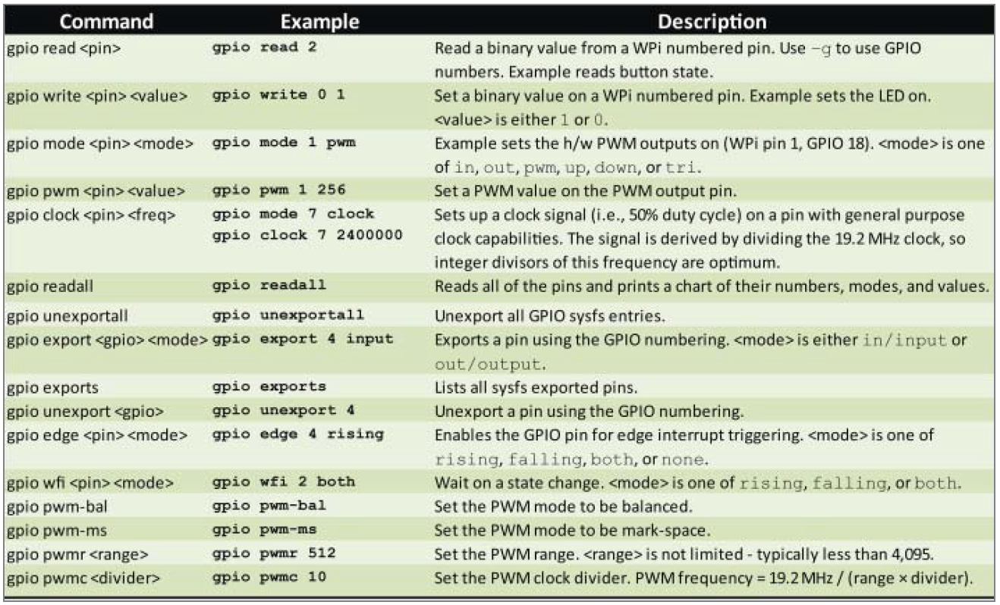 Command Example Description
gpio read <pin> gpio read 2 Read a binary value from a WPi numbered pin. Use –g to use GPIO
numbers. Example reads button state.
gpio write <pin> <value> gpio write 0 1 Set a binary value on a WPi numbered pin. Example sets the LED on.
<value> is either 1 or 0.
gpio mode <pin> <mode> gpio mode 1 pwm Example sets the h/w PWM outputs on (WPi pin 1, GPIO 18). <mode> is one
of in, out, pwm, up, down, or tri.
gpio pwm <pin> <value> gpio pwm 1 256 Set a PWM value on the PWM output pin.
gpio clock <pin> <freq> gpio mode 7 clock Sets up a clock signal (i.e., 50% duty cycle) on a pin with general purpose
gpio clock 7 2400000 clock capabilities. The signal is derived by dividing the 19.2 MHz clock, so
integer divisors of this frequency are optimum.
gpio readall gpio readall Reads all of the pins and prints a chart of their numbers, modes, and values.
gpio unexportall gpio unexportall Unexport all GPIO sysfs entries.
gpio export <gpio> <mode> gpio export 4 input Exports a pin using the GPIO numbering. <mode> is either in/input or
out/output.
gpio exports gpio exports Lists all sysfs exported pins.
gpio unexport <gpio> gpio unexport 4 Unexport a pin using the GPIO numbering.
gpio edge <pin> <mode> gpio edge 4 rising Enables the GPIO pin for edge interrupt triggering. <mode> is one of
rising, falling, both, or none.
gpio wfi <pin> <mode> gpio wfi 2 both Wait on a state change. <mode> is one of rising, falling, or both.
gpio pwm-bal gpio pwm-bal Set the PWM mode to be balanced.
gpio pwm-ms gpio pwm-ms Set the PWM mode to be mark-space.
gpio pwmr <range> gpio pwmr 512 Set the PWM range. <range> is not limited - typically less than 4,095.
gpio pwmc <divider> gpio pwmc 10 Set the PWM clock divider. PWM frequency = 19.2 MHz / (range × divider).